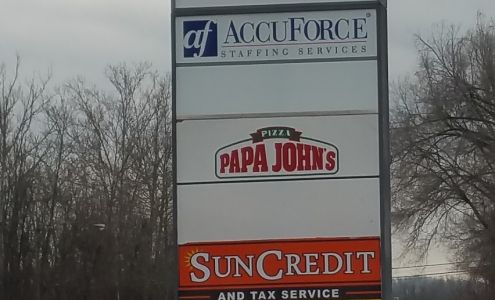 af ACCUFORCE
STAFFING SERVICES
PIZZA
PAPA JOHN'S
SUNCREDIT
AND TAX SERVICE